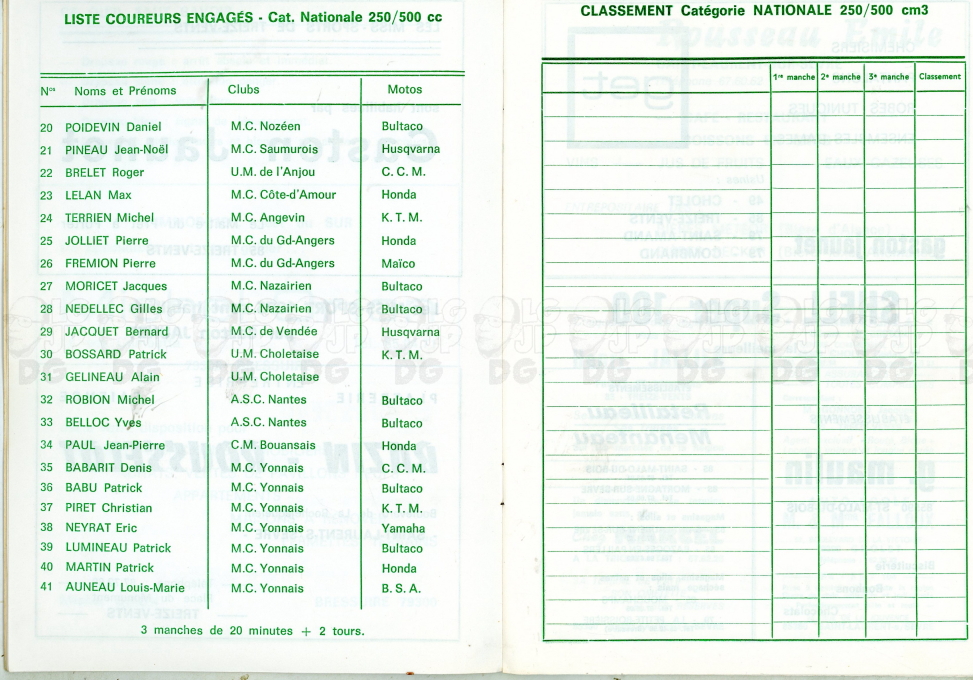 LISTE COUREURS ENGAGÉS - Cat. Nationale 250/500 cc
Nos Noms et Prénoms Clubs Motos
20 POIDEVIN Daniel M.C. Nozéen Bultaco
21 PINEAU Jean-Noël M.C. Saumurois Husqvarna
22 BRELET Roger U.M. de l'Anjou C. C. M.
23 LELAN Max M.C. Côte-d'Amour Honda
24 TERRIEN Michel M.C. Angevin K. T. M.
25 JOLLIET Pierre M.C. du Gd-Angers Honda
26 FREMION Pierre M.C. du Gd-Angers Maïco
27 MORICET Jacques M.C. Nazairien Bultaco
28 NEDELLEC Gilles M.C. Nazairien Bultaco
29 JACQUET Bernard M.C. de Vendée Husqvarna
30 BOSSARD Patrick U.M. Choletaise K. T. M.
31 GELINEAU Alain U.M. Choletaise
32 ROBION Michel A.S.C. Nantes Bultaco
33 BELLOC Yves A.S.C. Nantes Bultaco
34 PAUL Jean-Pierre C.M. Bouansais Honda
35 BABARIT Denis M.C. Yonnais C. C. M.
36 BABU Patrick M.C. Yonnais Bultaco
37 PIRET Christian M.C. Yonnais K. T. M.
38 NEYRAT Eric M.C. Yonnais Yamaha
39 LUMINEAU Patrick M.C. Yonnais Bultaco
40 MARTIN Patrick M.C. Yonnais Honda
41 AUNEAU Louis-Marie M.C. Yonnais B. S. A.
3 manches de 20 minutes + 2 tours.
CLASSEMENT Catégorie NATIONALE 250/500 cm3
1re manche 2e manche 3e manche Classement